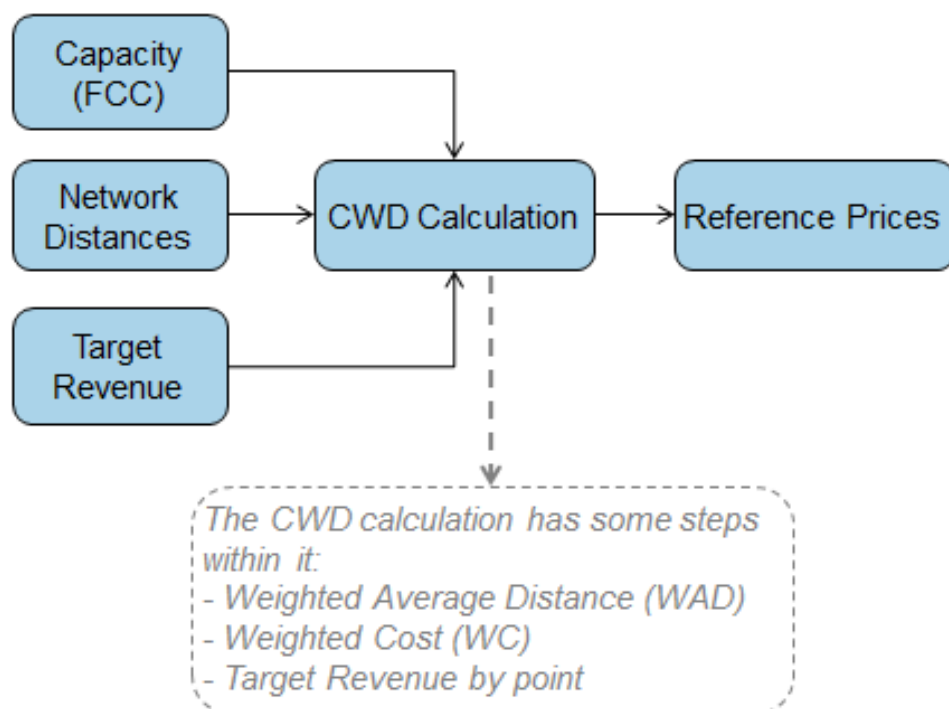 Capacity
(FCC)
Network
Distances
CWD Calculation
Reference Prices
Target
Revenue
The CWD calculation has some steps
within it:
- Weighted Average Distance (WAD)
- Weighted Cost (WC)
- Target Revenue by point